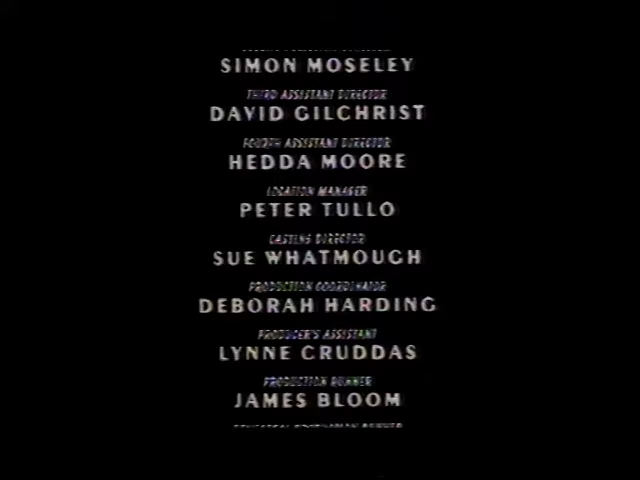 SIMON MOSELEY
THIRD ASSISTANT DIRECTOR
DAVID GILCHRIST
FOURTH ASSISTANT DIRECTOR
HEDDA MOORE
LOCATION MANAGER
PETER TULLO
CASTING DIRECTOR
SUE WHATMOUGH
PRODUCTION COORDINATOR
DEBORAH HARDING
PRODUCER'S ASSISTANT
LYNNE CRUDDAS
PRODUCTION RUNNER
JAMES BLOOM